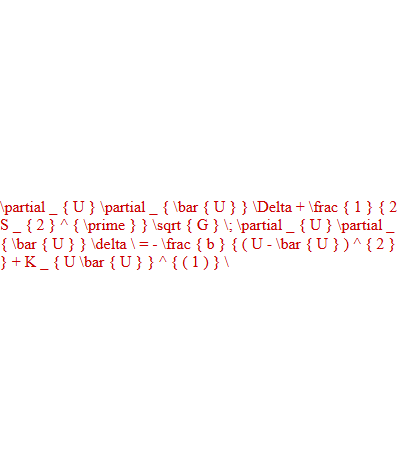 \partial _ { U } \partial _ { \bar { U } } \Delta + \frac { 1 } { 2
S _ { 2 } ^ { \prime } } \sqrt { G } \; \partial _ { U } \partial _
{ \bar { U } } \delta \ = - \frac { b } { ( U - \bar { U } ) ^ { 2 }
} + K _ { U \bar { U } } ^ { ( 1 ) } \